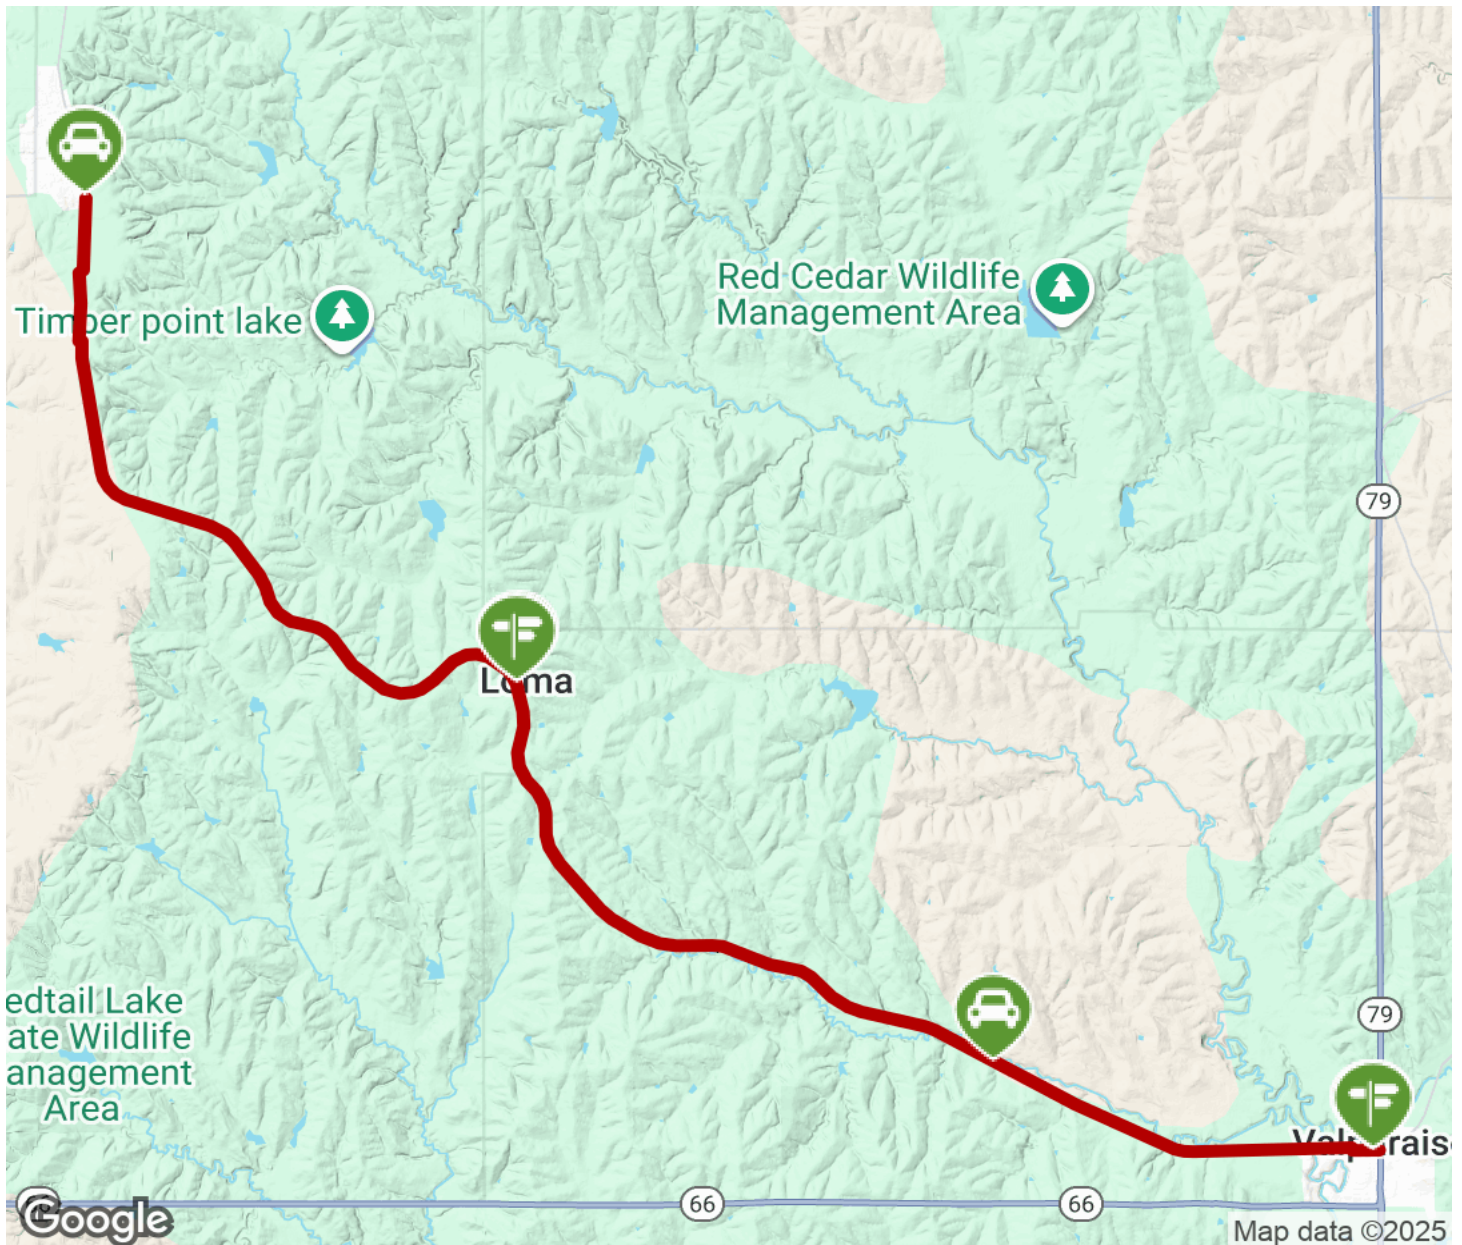 Red Cedar Wildlife
Management Area
Timber point lake
79
Loma
edtail Lake
ate Wildlife
anagement
Area
79
Valparais
66
66
Google
Map data ©2025